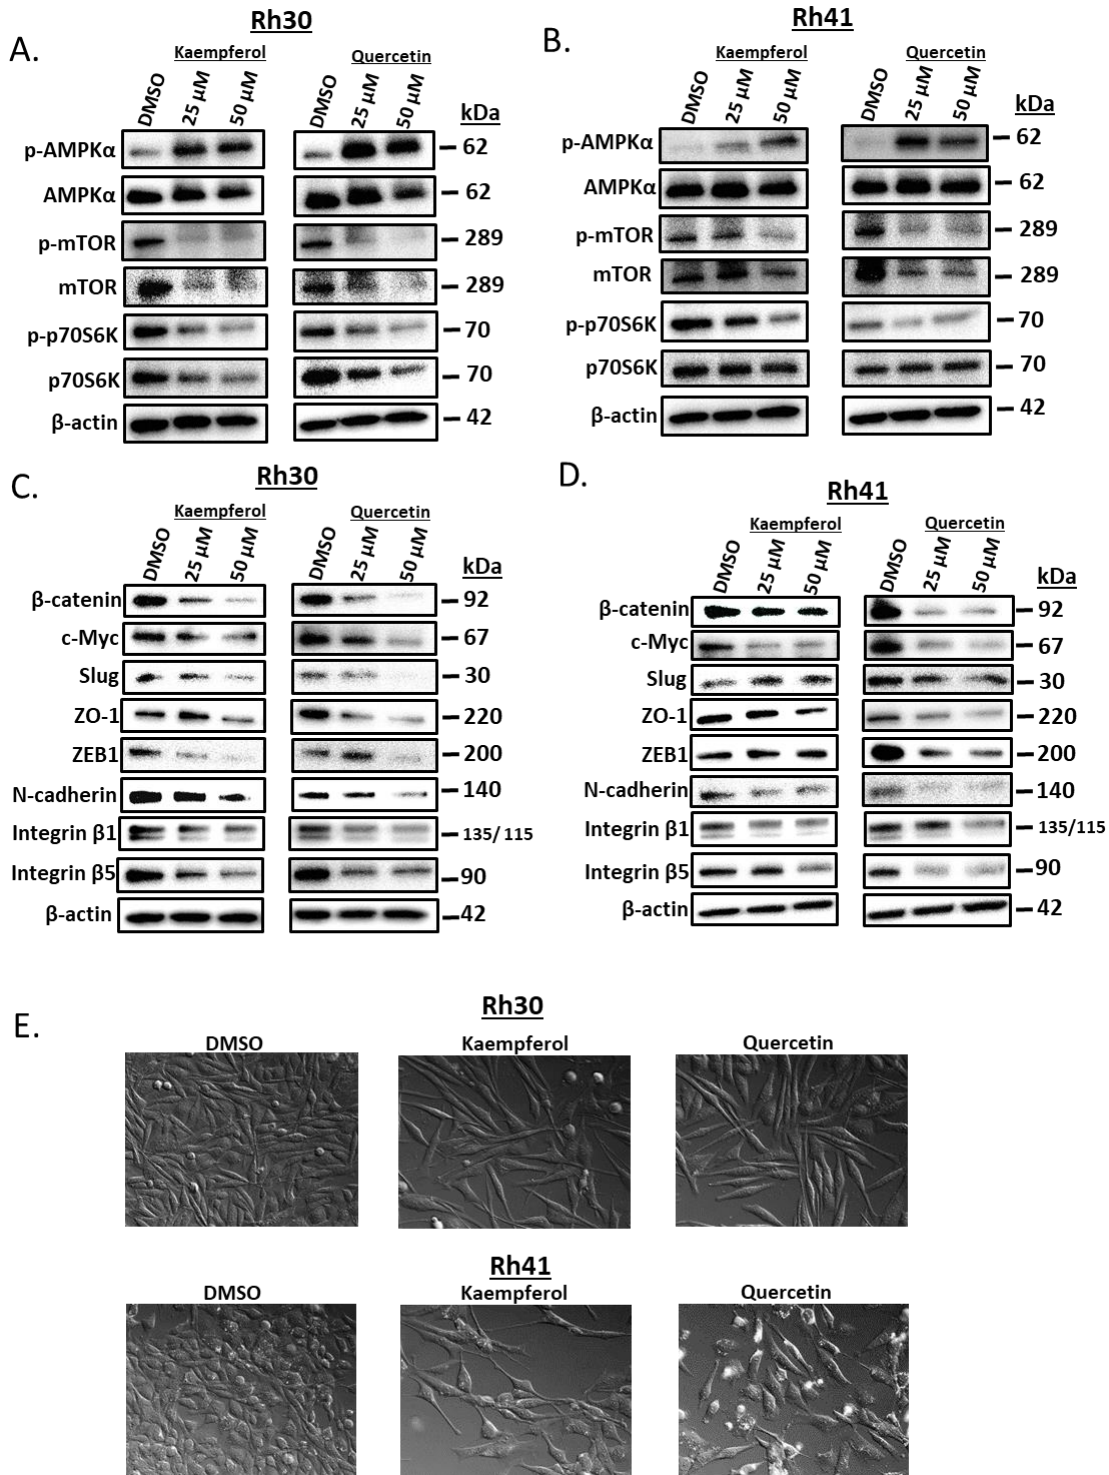 A.
Rh30
Kaempferol
Quercetin
DMSO 25 µM 50 µM DMSO 25 µM 50 µM kDa
p-AMPKα 62
AMPKα 62
p-mTOR 289
mTOR 289
p-p70S6K 70
p70S6K 70
β-actin 42
B.
Rh41
Kaempferol Quercetin
DMSO 25 µM 50 µM DMSO 25 µM 50 µM kDa
p-AMPKα 62
AMPKα 62
p-mTOR 289
mTOR 289
p-p70S6K 70
p70S6K 70
β-actin 42
C.
Rh30
Kaempferol Quercetin
DMSO 25 µM 50 µM DMSO 25 µM 50 µM kDa
β-catenin 92
c-Myc 67
Slug 30
ZO-1 220
ZEB1 200
N-cadherin 140
Integrin β1 135/ 115
Integrin β5 90
β-actin 42
D.
Rh41
Kaempferol Quercetin
DMSO 25 µM 50 µM DMSO 25 µM 50 µM kDa
β-catenin 92
c-Myc 67
Slug 30
ZO-1 220
ZEB1 200
N-cadherin 140
Integrin β1 135/115
Integrin β5 90
β-actin 42
E.
Rh30
DMSO Kaempferol Quercetin
Rh41
DMSO Kaempferol Quercetin